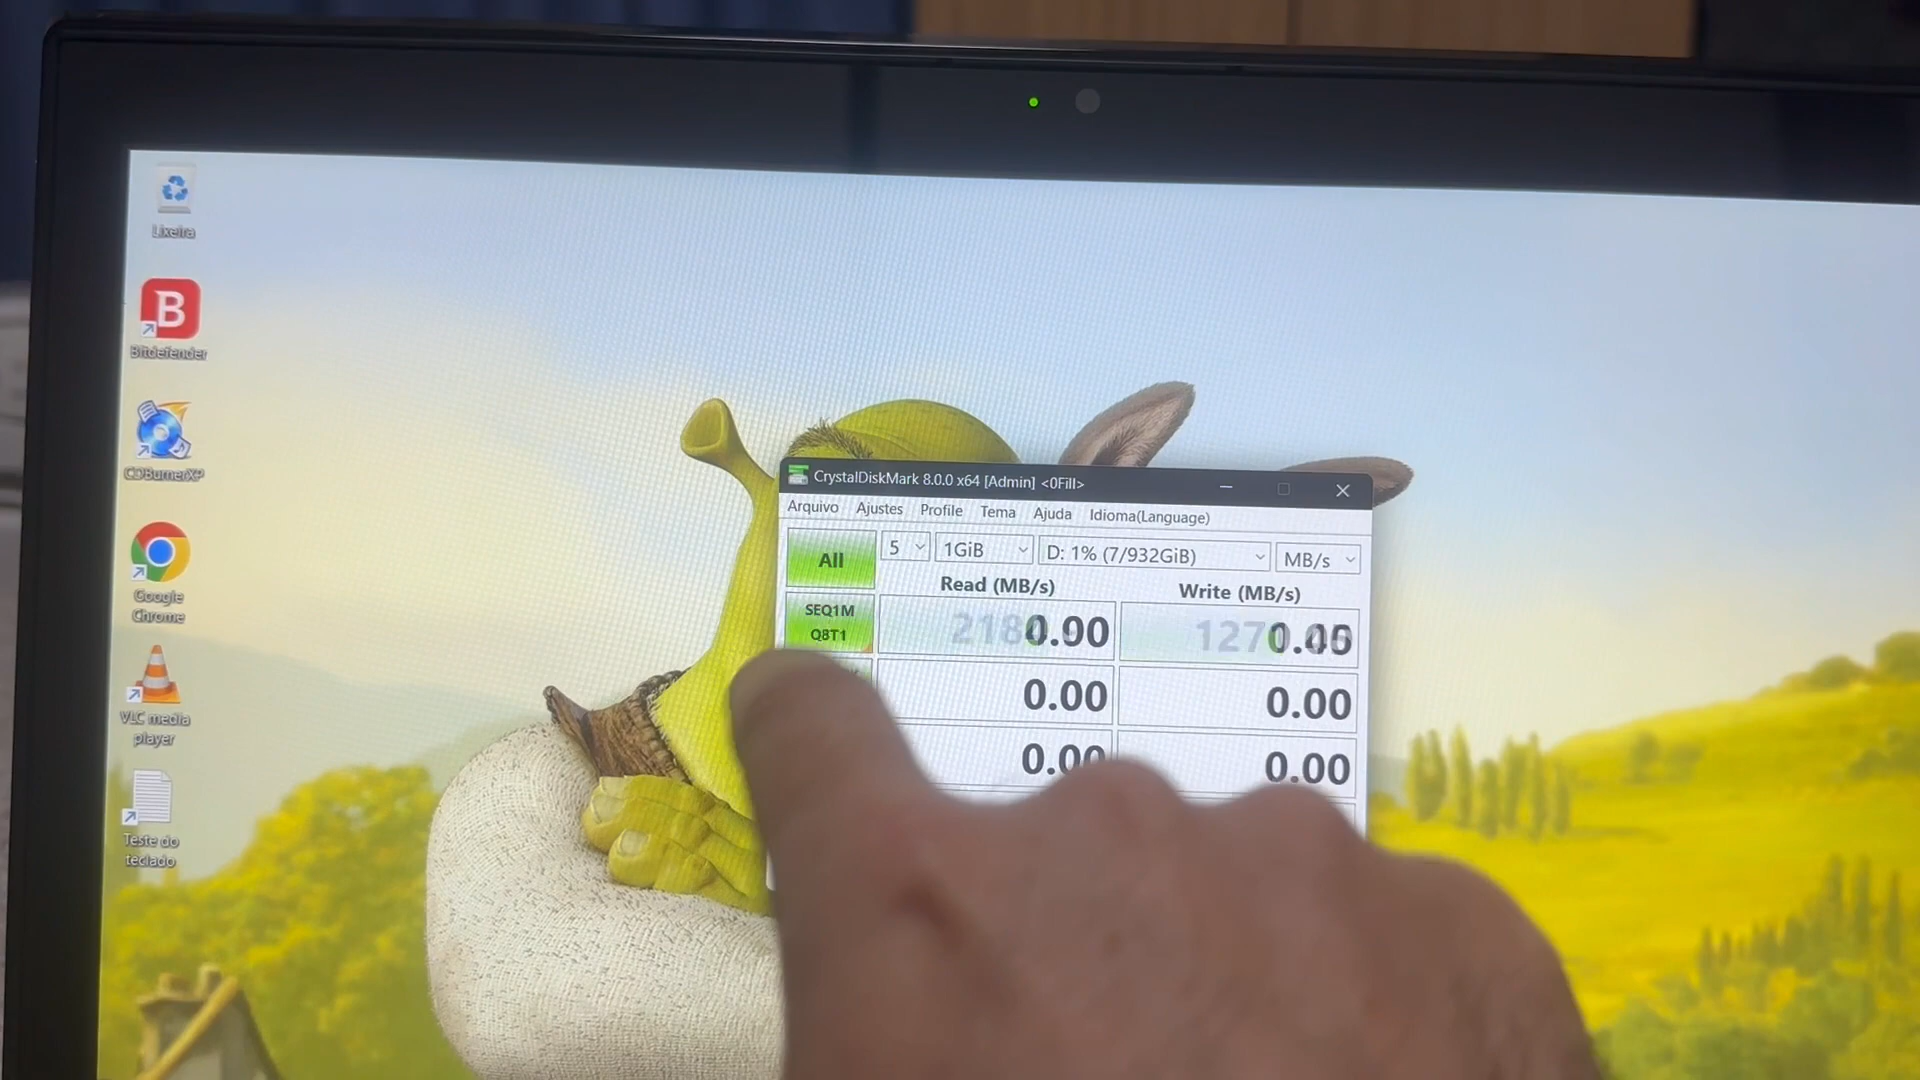 Lixeira
Bitdefender
CDBurnerXP
Google
Chrome
VLC media
player
Teste do
teclado
CrystalDiskMark 8.0.0 x64 [Admin] <0Fill>
Arquivo Ajustes Profile Tema Ajuda Idioma(Language)
All 5 1GiB D: 1% (7/932GiB) MB/s
Read (MB/s) Write (MB/s)
SEQ1M
Q8T1
0.00 0.00
0.00 0.00